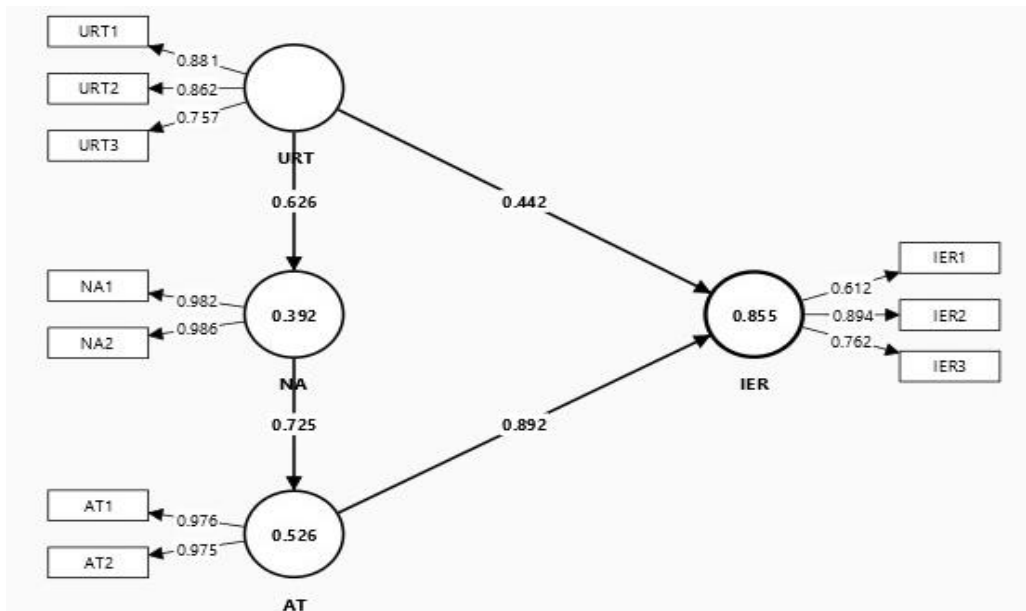 URT1
0.881
URT2
0.862
0.757
URT3
URT
0.626
0.442
NA1
0.982
NA2
0.986
0.392
NA
0.855
IER
IER1
0.612
0.894
IER2
0.762
IER3
0.725
0.892
AT1
0.976
AT2
0.975
0.526
AT